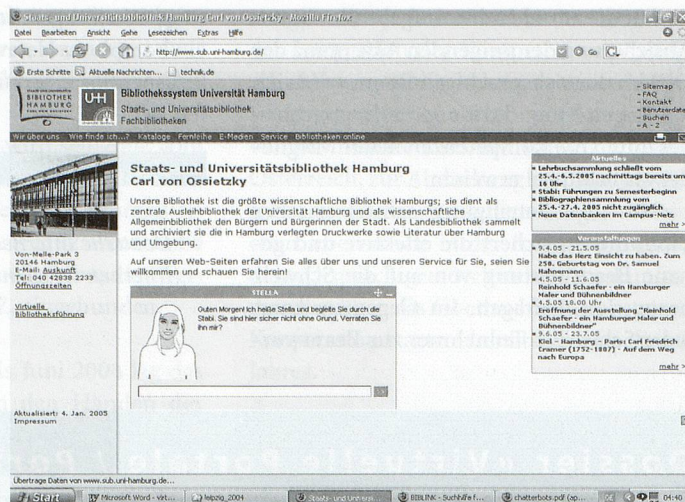 Staats- und Universitätsbibliothek Hamburg Carl von Ossietzky - Mozilla Firefox
Datei Bearbeiten Ansicht Gehe Lesezeichen Extras Hilfe
http://www.sub.uni-hamburg.de/
Go
Erste Schritte Aktuelle Nachrichten... technik.de
BIBLIOTHEK
HAMBURG
UHH
Bibliothekssystem Universität Hamburg
Staats- und Universitätsbibliothek
Fachbibliotheken
- Sitemap
- FAQ
- Kontakt
- Benutzerdate
- Suchen
- A - Z
Wir über uns Wie finde ich...? Kataloge Fernleihe E-Medien Service Bibliotheken online
Von-Melle-Park 3
20146 Hamburg
E-Mail: Auskunft
Tel: 040 42838 2233
Öffnungszeiten
Virtuelle
Bibliotheksführung
Aktualisiert: 4. Jan. 2005
Impressum
Staats- und Universitätsbibliothek Hamburg
Carl von Ossietzky
Unsere Bibliothek ist die größte wissenschaftliche Bibliothek Hamburgs; sie dient als
zentrale Ausleihbibliothek der Universität Hamburg und als wissenschaftliche
Allgemeinbibliothek den Bürgern und Bürgerinnen der Stadt. Als Landesbibliothek sammelt
und archiviert sie die in Hamburg verlegten Druckwerke sowie Literatur über Hamburg
und Umgebung.
Auf unseren Web-Seiten erfahren Sie alles über uns und unseren Service für Sie, seien Sie
willkommen und schauen Sie herein!
STELLA
Guten Morgen! Ich heiße Stella und begleite Sie durch die
Stabi. Sie sind hier sicher nicht ohne Grund. Verraten Sie
ihn mir?
Aktuelles
Lehrbuchsammlung schließt vom
25.4.-6.5.2005 nachmittags bereits um
16 Uhr
Stabi: Führungen zu Semesterbeginn
Bibliographiensammlung vom
25.4.-27.4. 2005 nicht zugänglich
Neue Datenbanken im Campus-Netz
mehr >
Veranstaltungen
9.4.05 - 21.5.05
Habe das Herz Einsicht zu haben. Zum
250. Geburtstag von Dr. Samuel
Hahnemann
4.5.05 - 11.6.05
Reinhold Schaefer - ein Hamburger
Maler und Bühnenbildner
4.5.05 18.00 Uhr
Eröffnung der Ausstellung "Reinhold
Schaefer - ein Hamburger Maler und
Bühnenbildner"
9.6.05 - 23.7.05
Kiel - Hamburg - Paris: Carl Friedrich
Cramer (1752-1807) - Auf dem Weg
nach Europa
mehr >
Übertrage Daten von www.sub.uni-hamburg.de...
Start Microsoft Word - virt... leipzig_2004 Staats- und Universi... BIBLINK - Suchhilfe f... chatterbots.pdf (ap... DE 04:40